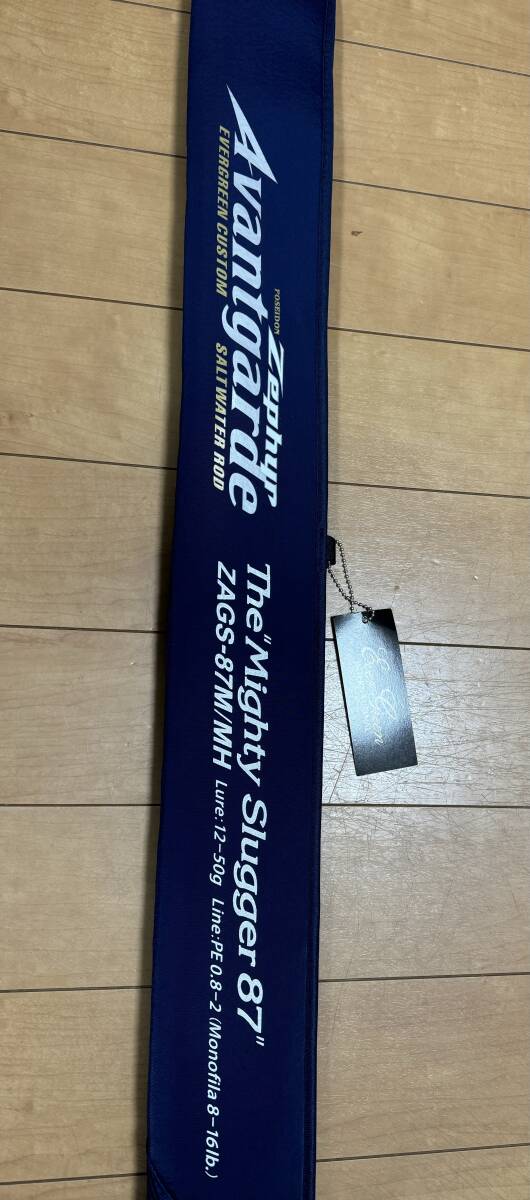 POSEIDON Zephyr
Avantgarde
EVERGREEN CUSTOM SALTWATER ROD
The "Mighty Slugger 87"
ZAGS-87M/MH Lure:12-50g Line:PE 0.8-2 (Monofila 8-16lb.)